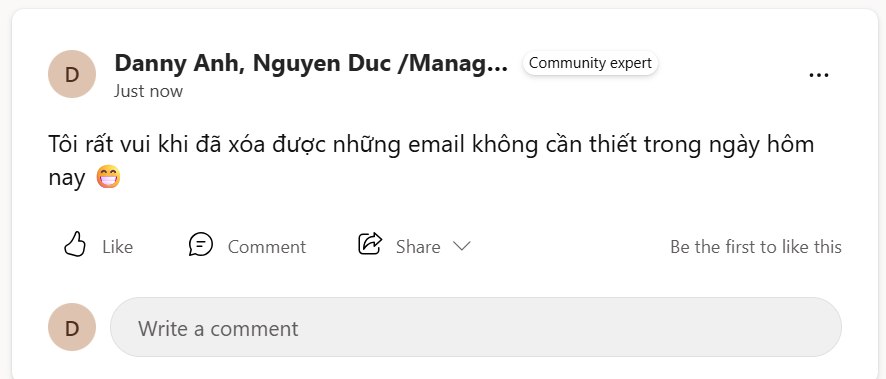 D
Danny Anh, Nguyen Duc /Manag...
Community expert
Just now
Tôi rất vui khi đã xóa được những email không cần thiết trong ngày hôm
nay 😁
Like
Comment
Share
Be the first to like this
D
Write a comment